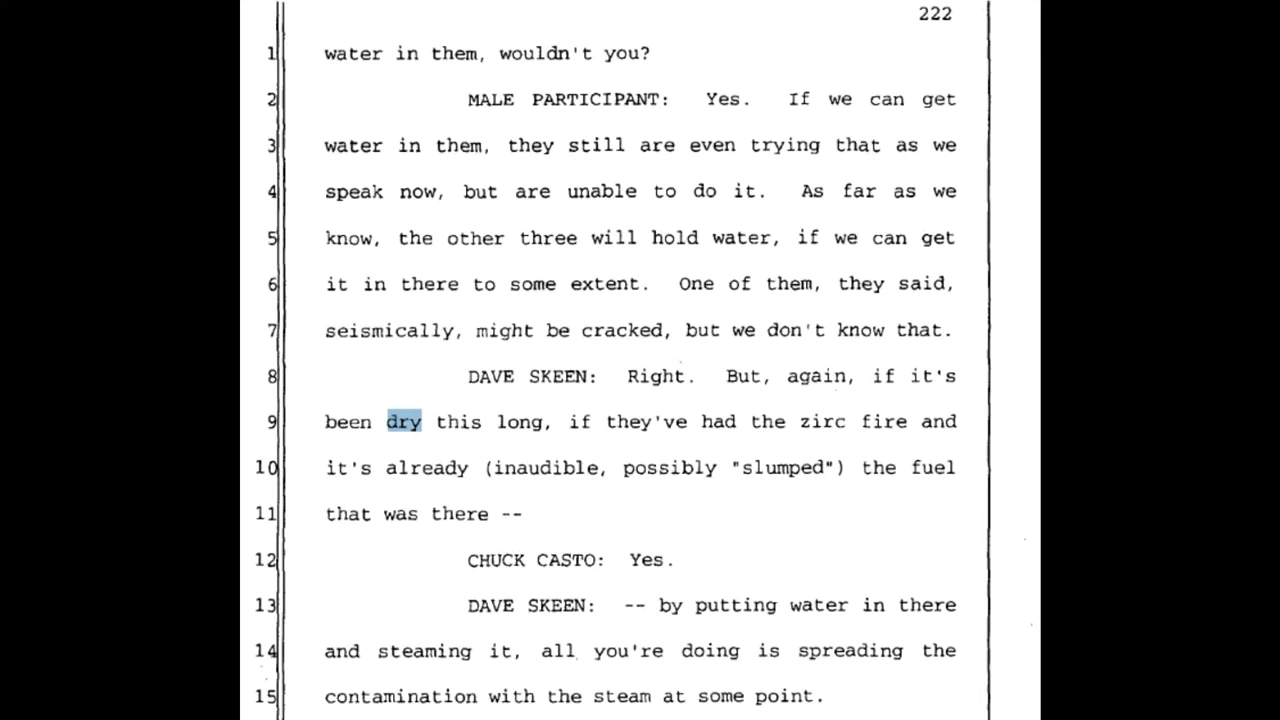 222
1 water in them, wouldn't you?
2 MALE PARTICIPANT: Yes. If we can get
3 water in them, they still are even trying that as we
4 speak now, but are unable to do it. As far as we
5 know, the other three will hold water, if we can get
6 it in there to some extent. One of them, they said,
7 seismically, might be cracked, but we don't know that.
8 DAVE SKEEN: Right. But, again, if it's
9 been dry this long, if they've had the zirc fire and
10 it's already (inaudible, possibly "slumped") the fuel
11 that was there --
12 CHUCK CASTO: Yes.
13 DAVE SKEEN: -- by putting water in there
14 and steaming it, all you're doing is spreading the
15 contamination with the steam at some point.